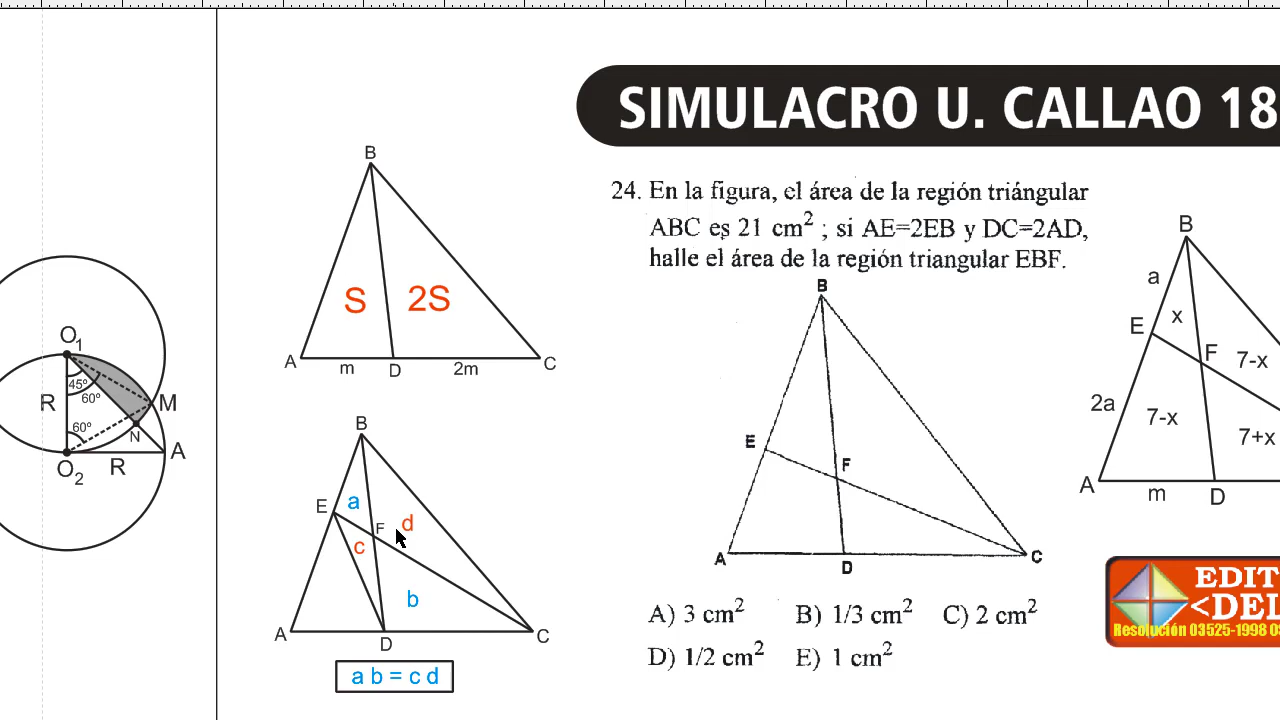 SIMULACRO U. CALLAO 18
24. En la figura, el área de la región triángular
ABC es 21 cm2 ; si AE=2EB y DC=2AD,
halle el área de la región triangular EBF.
B
E
F
A
D
C
A) 3 cm2 B) 1/3 cm2 C) 2 cm2
D) 1/2 cm2 E) 1 cm2
B
S 2S
A m D 2m C
B
E a F d
c
b
A D C
a b = c d
O1
45º
60º
R M
60º
N
O2 R A
B
a
E x
F 7-x
2a 7-x
7+x
A m D
EDIT
<DEL
Resolución 03525-1998